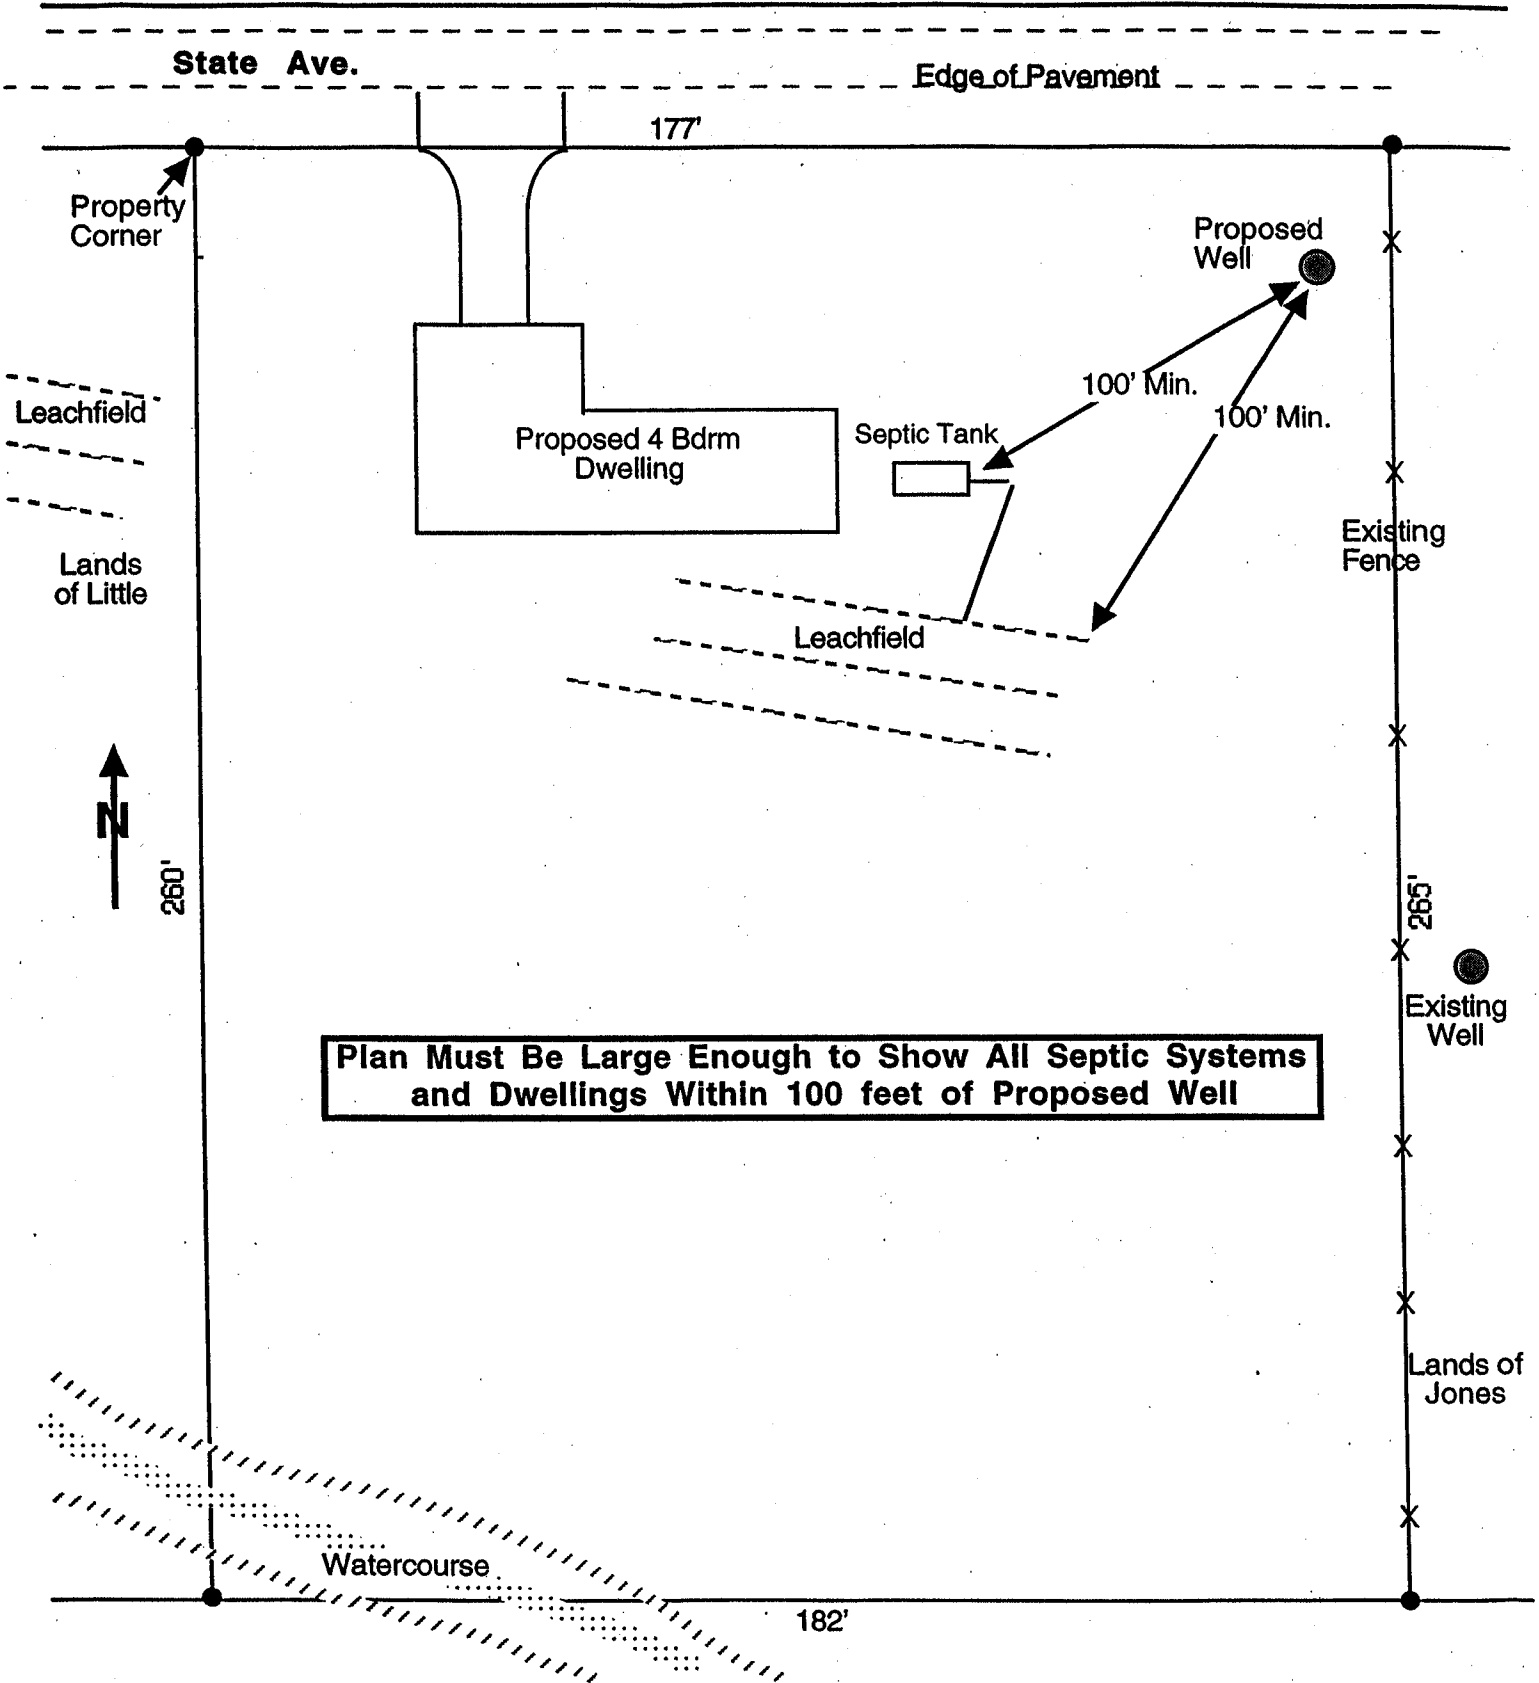 State Ave.
Edge of Pavement
177'
Property
Corner
Proposed
Well
100' Min.
100' Min.
Leachfield
Proposed 4 Bdrm
Dwelling
Septic Tank
Existing
Fence
Lands
of Little
Leachfield
N
260'
265'
Existing
Well
Plan Must Be Large Enough to Show All Septic Systems
and Dwellings Within 100 feet of Proposed Well
Lands of
Jones
Watercourse
182'